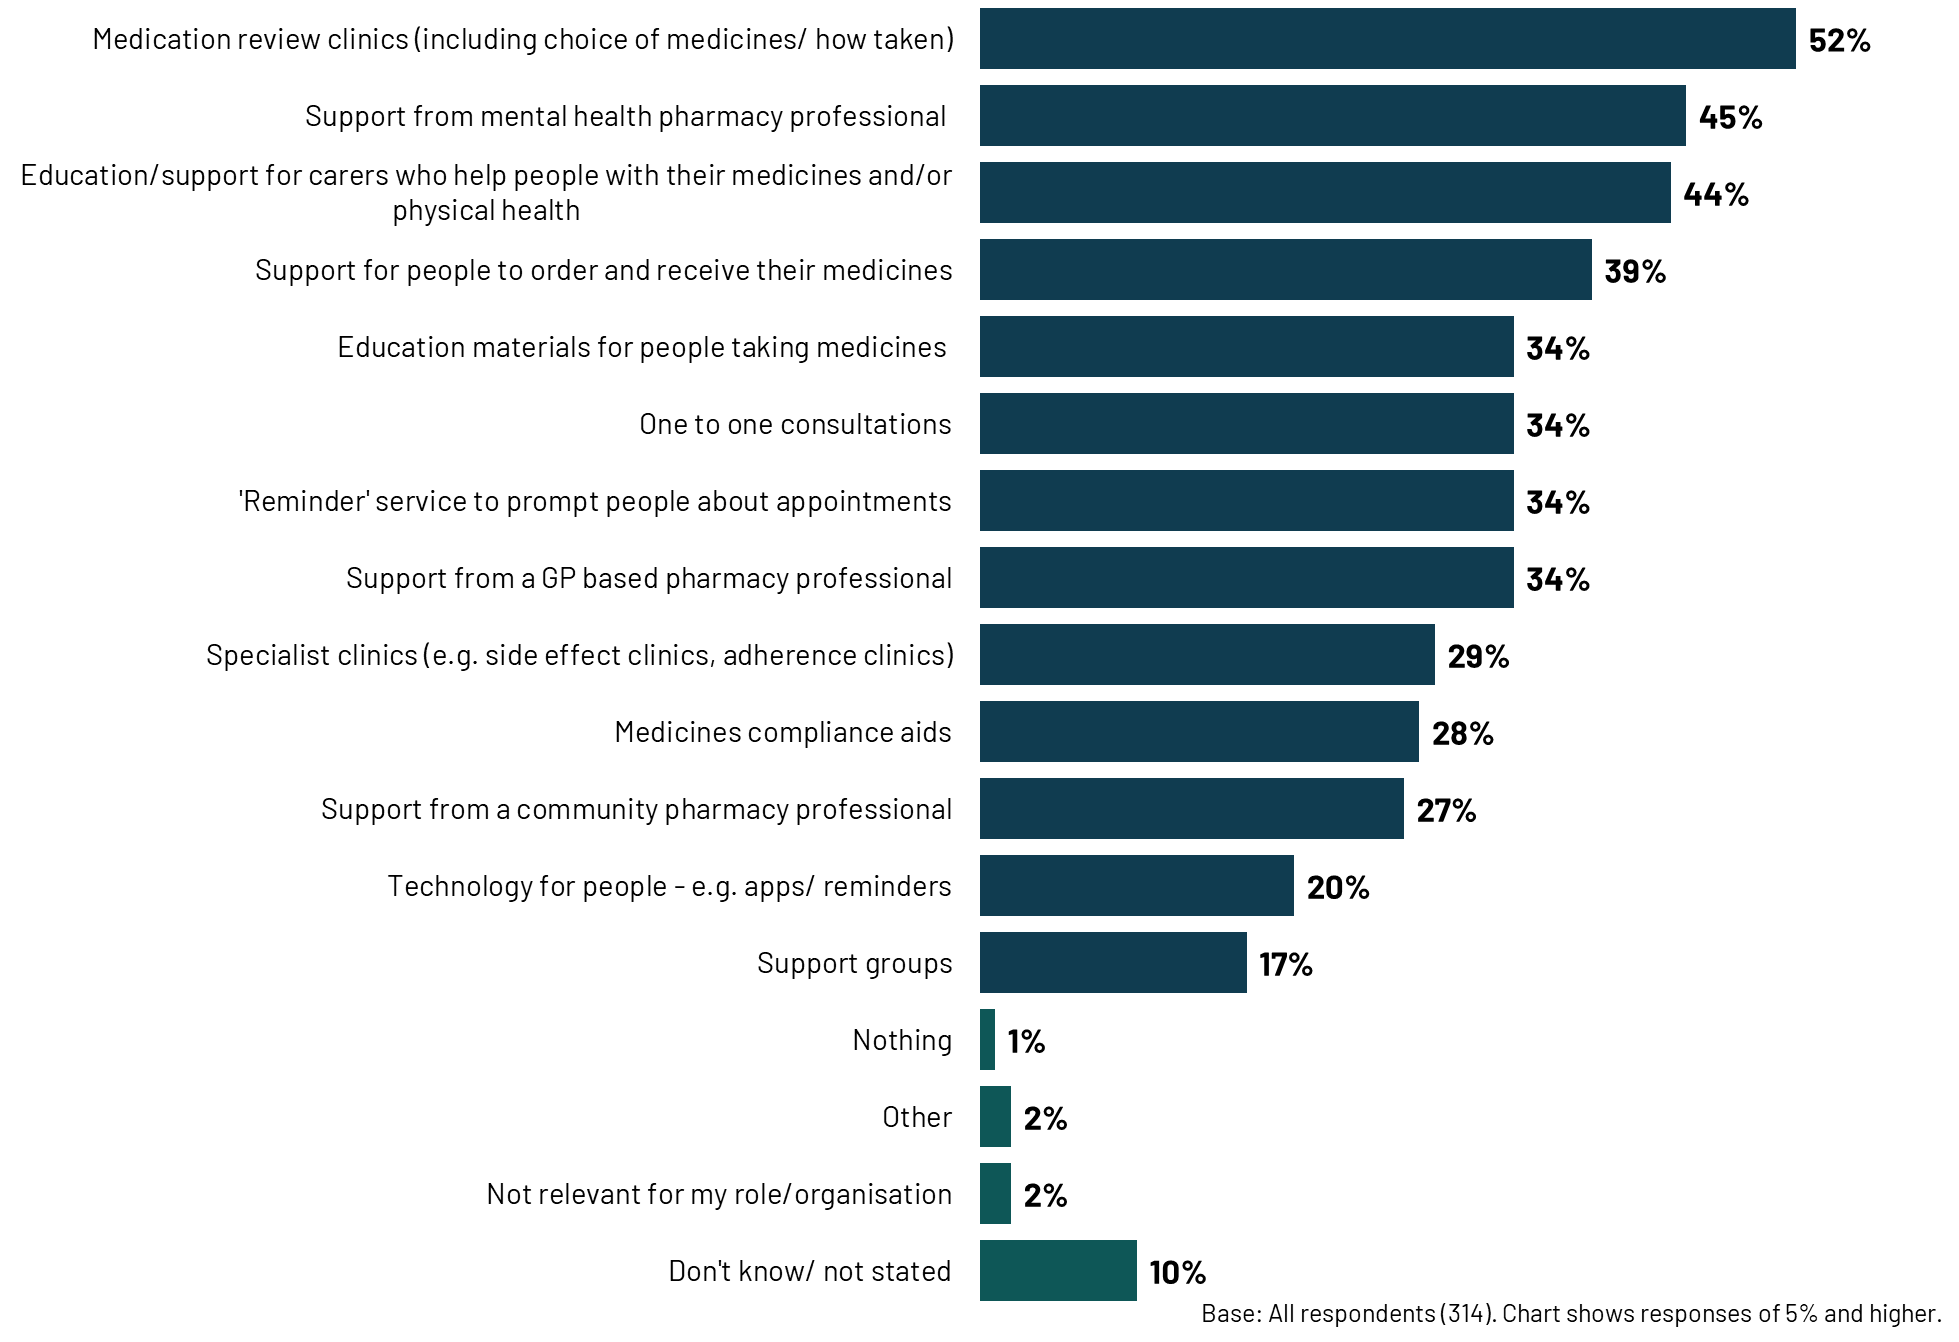 Medication review clinics (including choice of medicines/ how taken) 52%
Support from mental health pharmacy professional 45%
Education/support for carers who help people with their medicines and/or
physical health 44%
Support for people to order and receive their medicines 39%
Education materials for people taking medicines 34%
One to one consultations 34%
'Reminder' service to prompt people about appointments 34%
Support from a GP based pharmacy professional 34%
Specialist clinics (e.g. side effect clinics, adherence clinics) 29%
Medicines compliance aids 28%
Support from a community pharmacy professional 27%
Technology for people - e.g. apps/ reminders 20%
Support groups 17%
Nothing 1%
Other 2%
Not relevant for my role/organisation 2%
Don't know/ not stated 10%
Base: All respondents (314). Chart shows responses of 5% and higher.